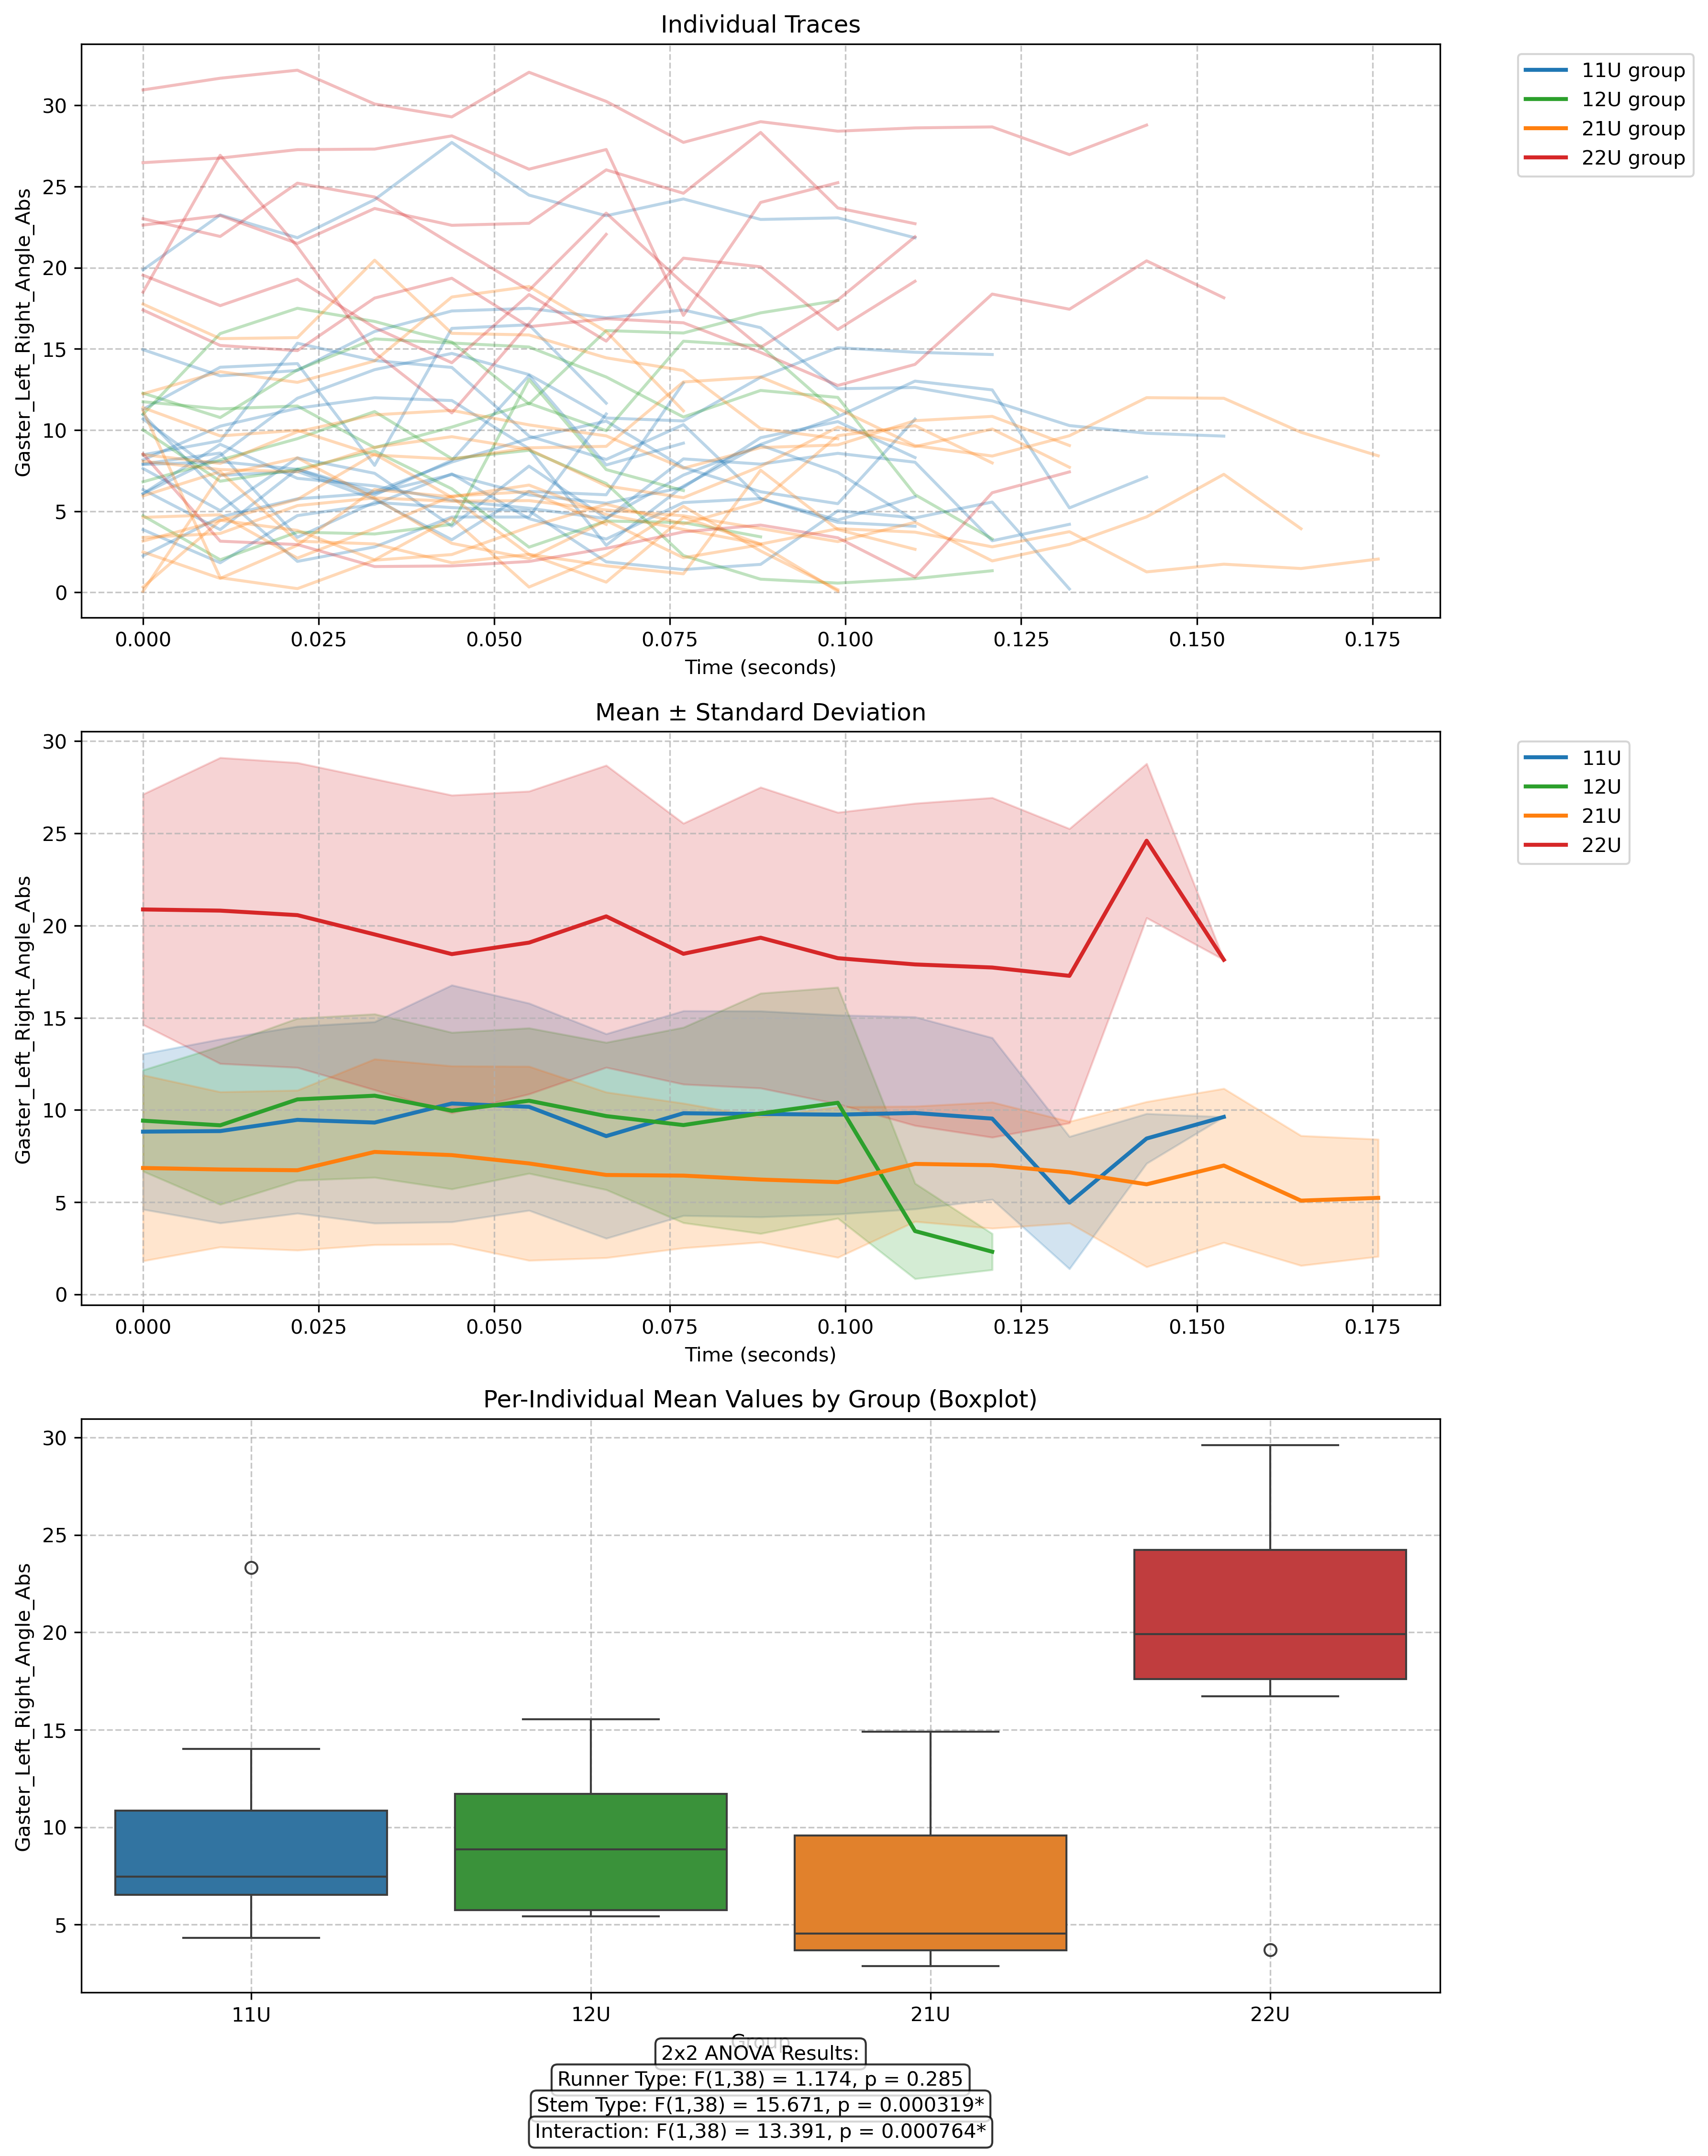 Individual Traces
Gaster_Left_Right_Angle_Abs
30
25
20
15
10
5
0
0.000 0.025 0.050 0.075 0.100 0.125 0.150 0.175
Time (seconds)
11U group
12U group
21U group
22U group
Mean ± Standard Deviation
Gaster_Left_Right_Angle_Abs
30
25
20
15
10
5
0
0.000 0.025 0.050 0.075 0.100 0.125 0.150 0.175
Time (seconds)
11U
12U
21U
22U
Per-Individual Mean Values by Group (Boxplot)
Gaster_Left_Right_Angle_Abs
30
25
20
15
10
5
11U 12U 21U 22U
Group
2x2 ANOVA Results:
Runner Type: F(1,38) = 1.174, p = 0.285
Stem Type: F(1,38) = 15.671, p = 0.000319*
Interaction: F(1,38) = 13.391, p = 0.000764*